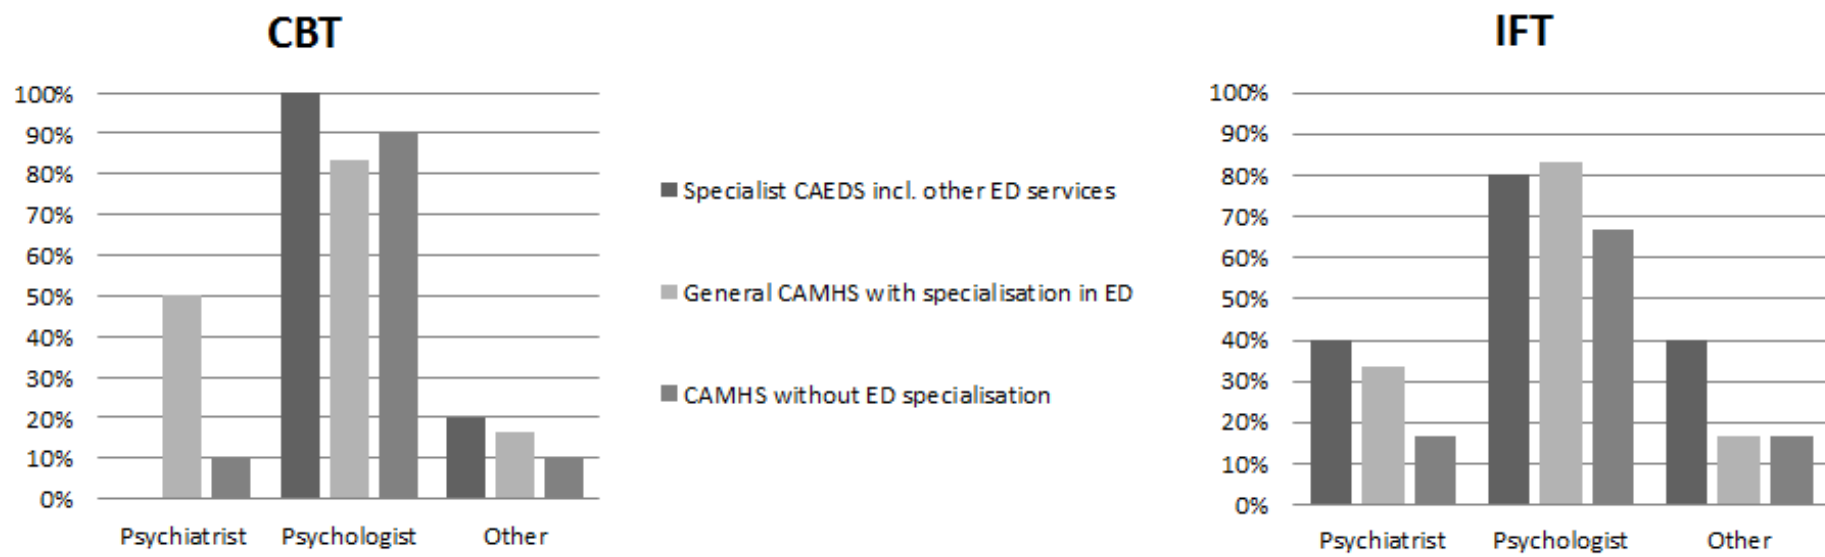 CBT
100%
90%
80%
70%
60%
50%
40%
30%
20%
10%
0%
Psychiatrist
Psychologist
Other
Specialist CAEDS incl. other ED services
General CAMHS with specialisation in ED
CAMHS without ED specialisation
IFT
100%
90%
80%
70%
60%
50%
40%
30%
20%
10%
0%
Psychiatrist
Psychologist
Other